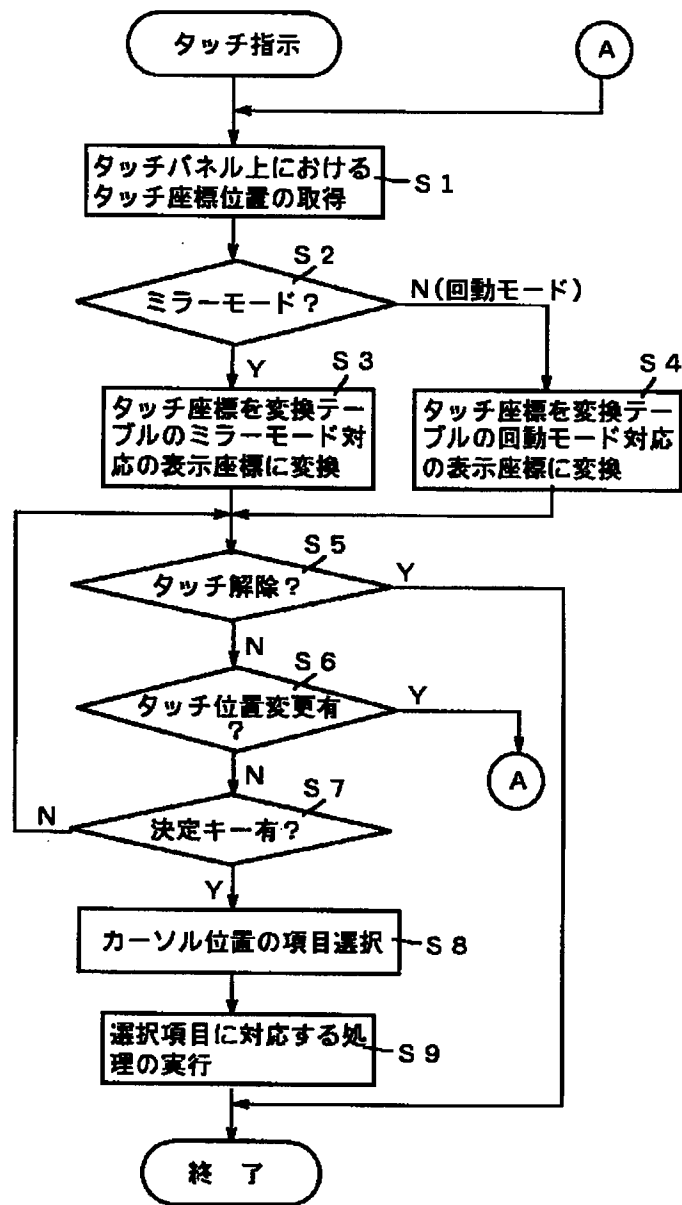 タッチ指示
A
タッチパネル上における
タッチ座標位置の取得
S1
S2
ミラーモード?
N(回動モード)
Y
S3
タッチ座標を変換テー
ブルのミラーモード対
応の表示座標に変換
S4
タッチ座標を変換テー
ブルの回動モード対応
の表示座標に変換
S5
タッチ解除?
Y
N
S6
タッチ位置変更有
?
Y
A
N
S7
決定キー有?
N
Y
カーソル位置の項目選択
S8
選択項目に対応する処
理の実行
S9
終 了